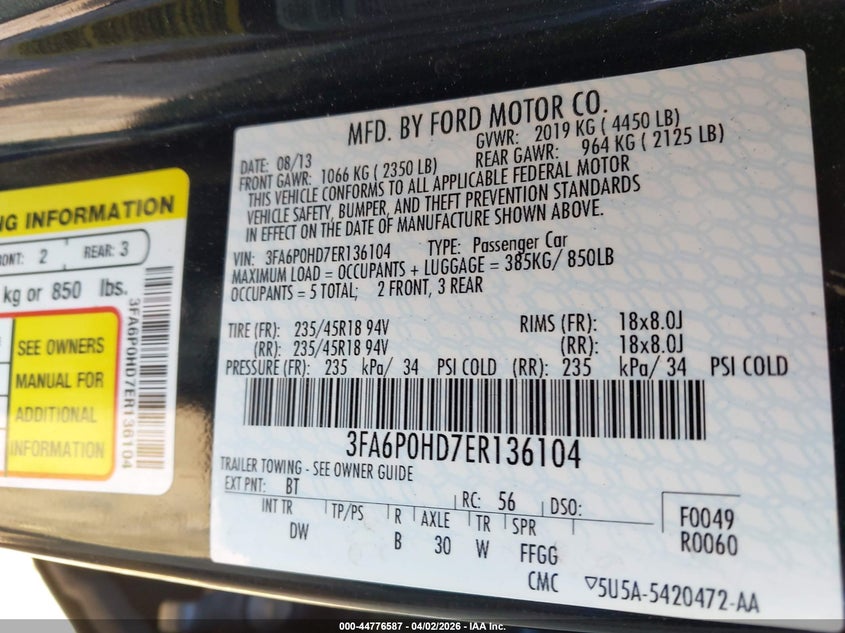 MFD. BY FORD MOTOR CO.
DATE: 08/13 GVWR: 2019 KG ( 4450 LB)
FRONT GAWR: 1066 KG ( 2350 LB) REAR GAWR: 964 KG ( 2125 LB)
THIS VEHICLE CONFORMS TO ALL APPLICABLE FEDERAL MOTOR
VEHICLE SAFETY, BUMPER, AND THEFT PREVENTION STANDARDS
IN EFFECT ON THE DATE OF MANUFACTURE SHOWN ABOVE.
VIN: 3FA6P0HD7ER136104 TYPE: Passenger Car
MAXIMUM LOAD = OCCUPANTS + LUGGAGE = 385KG/ 850LB
OCCUPANTS = 5 TOTAL; 2 FRONT, 3 REAR
TIRE (FR): 235/45R18 94V RIMS (FR): 18x8.0J
(RR): 235/45R18 94V (RR): 18x8.0J
PRESSURE (FR): 235 kPa/ 34 PSI COLD (RR): 235 kPa/ 34 PSI COLD
3FA6P0HD7ER136104
TRAILER TOWING - SEE OWNER GUIDE
EXT PNT: BT RC: 56 DSO:
INT TR TP/PS R AXLE TR SPR F0049
DW B 30 W FFGG R0060
CMC ▽5U5A-5420472-AA
NG INFORMATION
ONT: 2 REAR: 3
kg or 850 lbs.
SEE OWNERS
MANUAL FOR
ADDITIONAL
INFORMATION
3FA6P0HD7ER136104
000-44776587 - 04/02/2026 - IAA Inc.